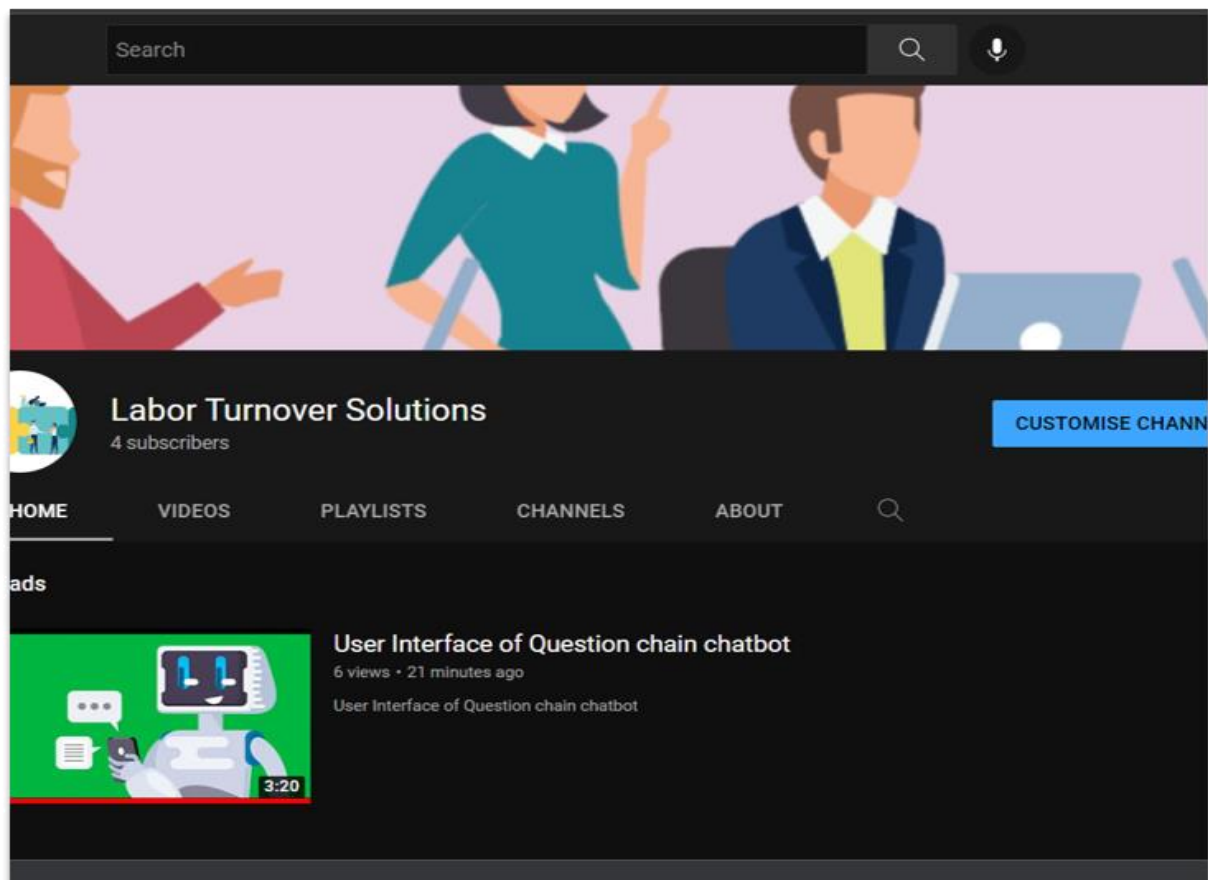 Search
Labor Turnover Solutions
4 subscribers
CUSTOMISE CHANN
HOME VIDEOS PLAYLISTS CHANNELS ABOUT
ads
User Interface of Question chain chatbot
6 views • 21 minutes ago
User Interface of Question chain chatbot
3:20